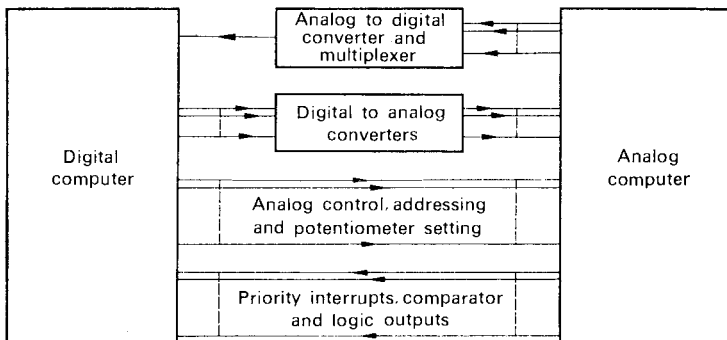 Analog to digital
converter and
multiplexer
Digital to analog
converters
Digital
computer
Analog
computer
Analog control, addressing
and potentiometer setting
Priority interrupts, comparator
and logic outputs